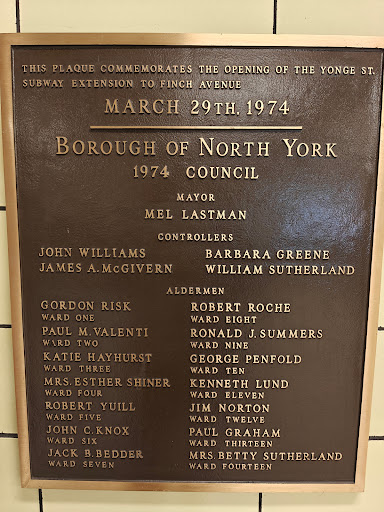 THIS PLAQUE COMMEMORATES THE OPENING OF THE YONGE ST.
SUBWAY EXTENSION TO FINCH AVENUE
MARCH 29TH, 1974
BOROUGH OF NORTH YORK
1974 COUNCIL
MAYOR
MEL LASTMAN
CONTROLLERS
JOHN WILLIAMS
JAMES A. McGIVERN
BARBARA GREENE
WILLIAM SUTHERLAND
ALDERMEN
GORDON RISK
WARD ONE
PAUL M. VALENTI
WARD TWO
KATIE HAYHURST
WARD THREE
MRS. ESTHER SHINER
WARD FOUR
ROBERT YUILL
WARD FIVE
JOHN C. KNOX
WARD SIX
JACK B. BEDDER
WARD SEVEN
ROBERT ROCHE
WARD EIGHT
RONALD J. SUMMERS
WARD NINE
GEORGE PENFOLD
WARD TEN
KENNETH LUND
WARD ELEVEN
JIM NORTON
WARD TWELVE
PAUL GRAHAM
WARD THIRTEEN
MRS. BETTY SUTHERLAND
WARD FOURTEEN